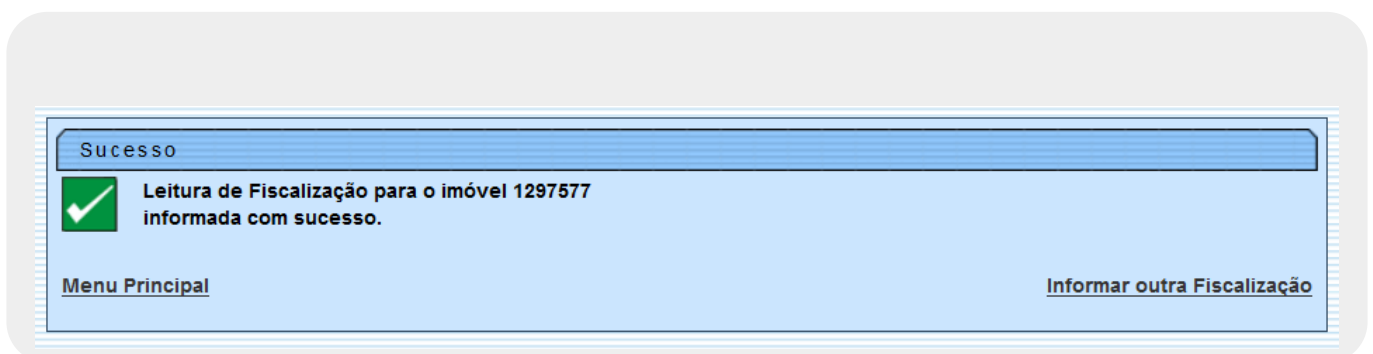 Sucesso
Leitura de Fiscalização para o imóvel 1297577
informada com sucesso.
Menu Principal
Informar outra Fiscalização